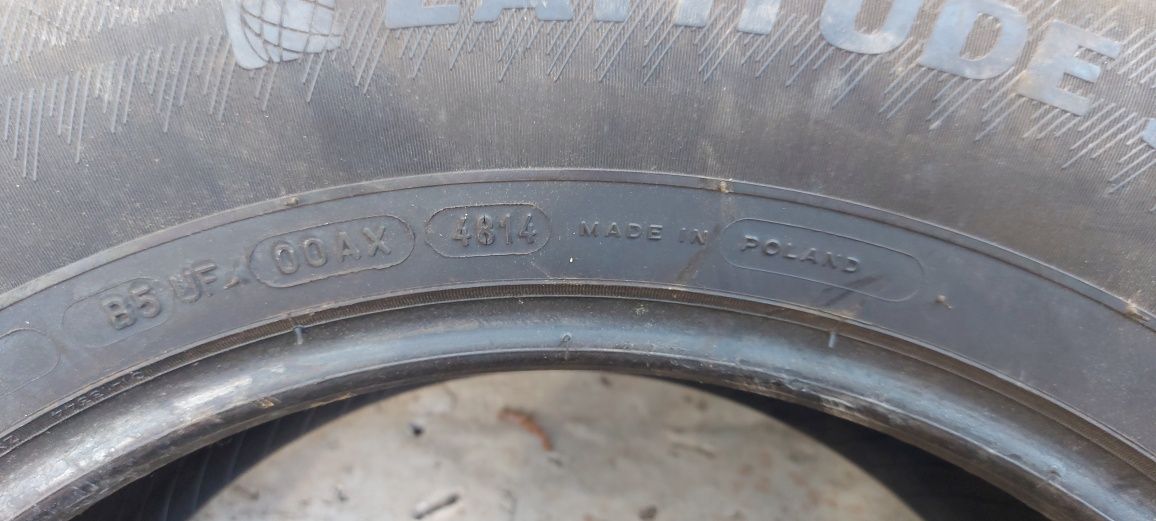 LATITUDE
B5 UF 00AX 4814 MADE IN POLAND